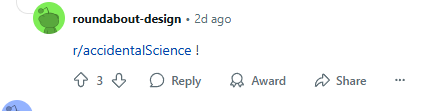 roundabout-design • 2d ago
r/accidentalScience !
3 Reply Award Share ...